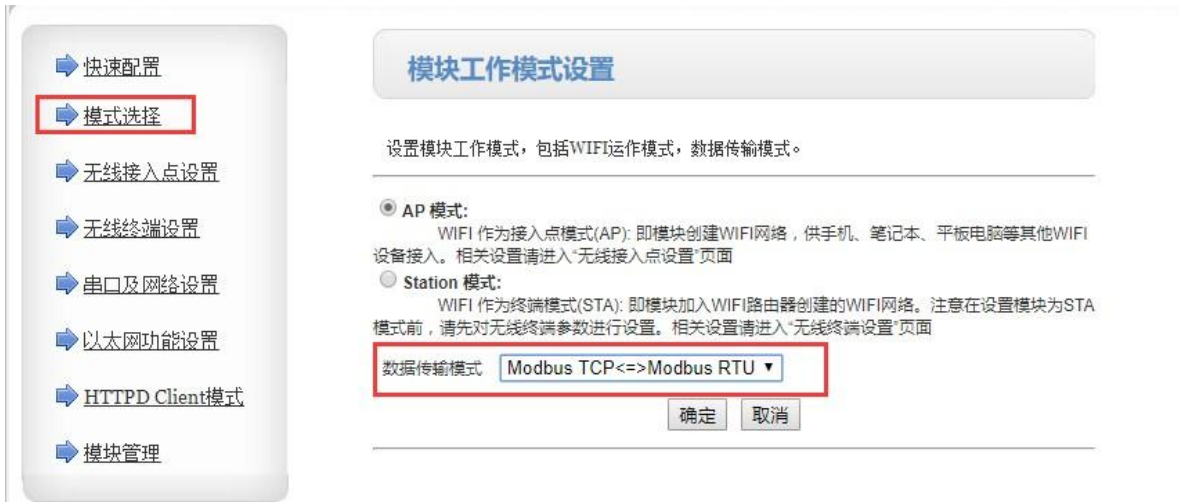 快速配置
模式选择
无线接入点设置
无线终端设置
串口及网络设置
以太网功能设置
HTTPD Client模式
模块管理
模块工作模式设置
设置模块工作模式，包括WIFI运作模式，数据传输模式。
AP 模式:
WIFI 作为接入点模式(AP): 即模块创建WIFI网络，供手机、笔记本、平板电脑等其他WIFI
设备接入。相关设置请进入“无线接入点设置”页面
Station 模式:
WIFI 作为终端模式(STA): 即模块加入WIFI路由器创建的WIFI网络。注意在设置模块为STA
模式前，请先对无线终端参数进行设置。相关设置请进入“无线终端设置”页面
数据传输模式 Modbus TCP<=>Modbus RTU
确定 取消